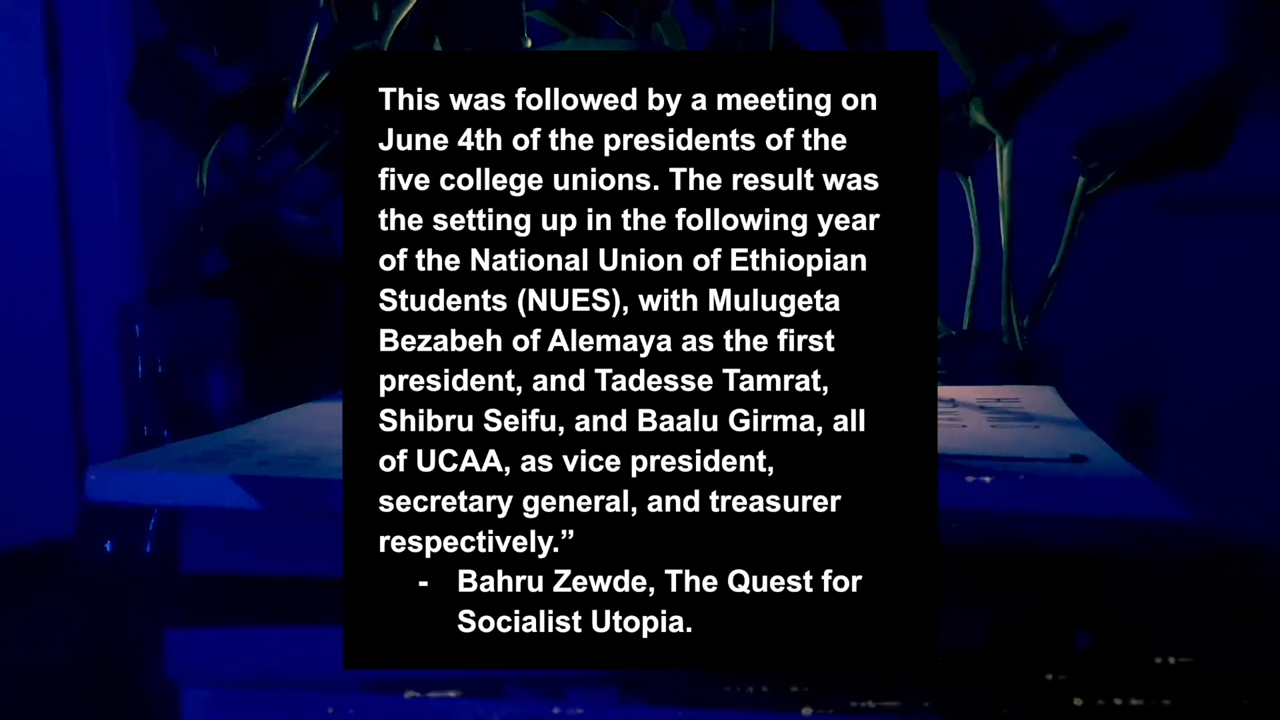 This was followed by a meeting on
June 4th of the presidents of the
five college unions. The result was
the setting up in the following year
of the National Union of Ethiopian
Students (NUES), with Mulugeta
Bezabeh of Alemaya as the first
president, and Tadesse Tamrat,
Shibru Seifu, and Baalu Girma, all
of UCAA, as vice president,
secretary general, and treasurer
respectively.”
- Bahru Zewde, The Quest for
Socialist Utopia.